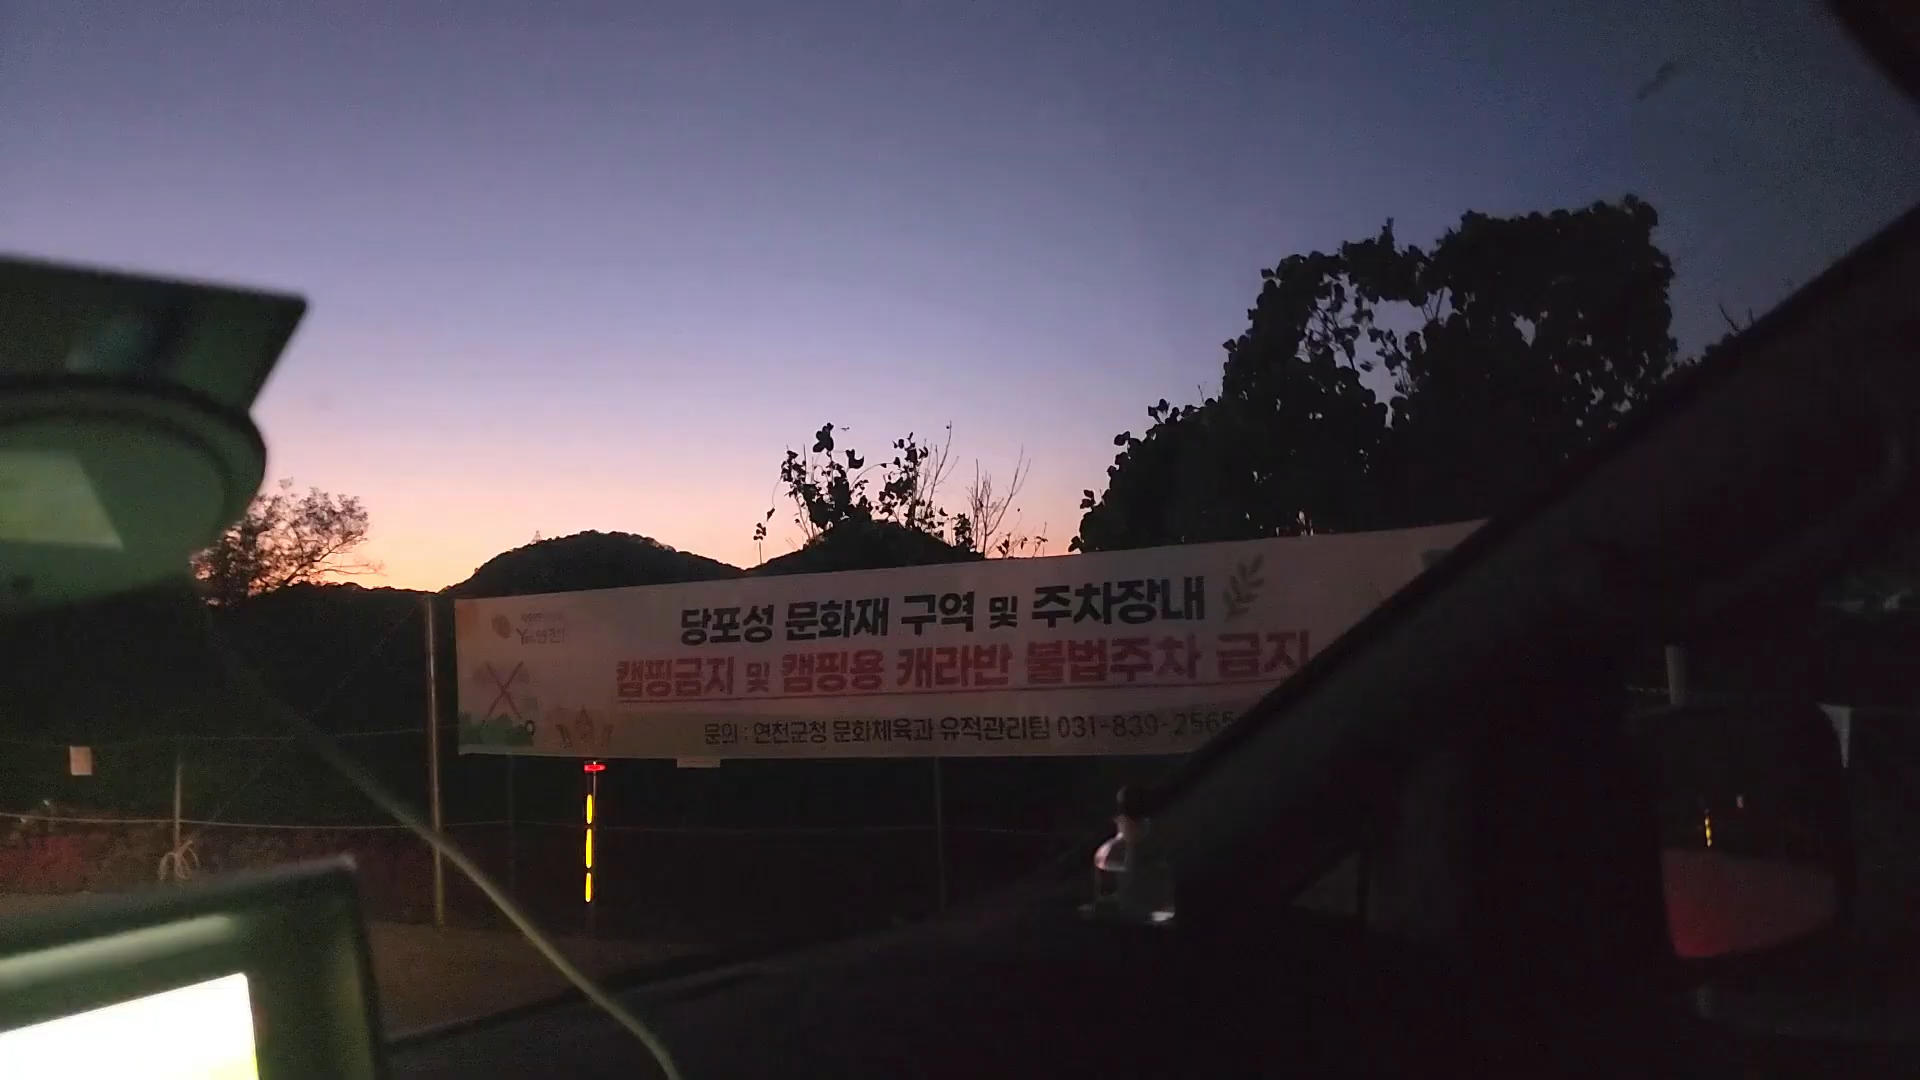 당포성 문화재 구역 및 주차장내
캠핑금지 및 캠핑용 캐라반 불법주차 금지
문의 : 연천군청 문화체육과 유적관리팀 031-839-2565